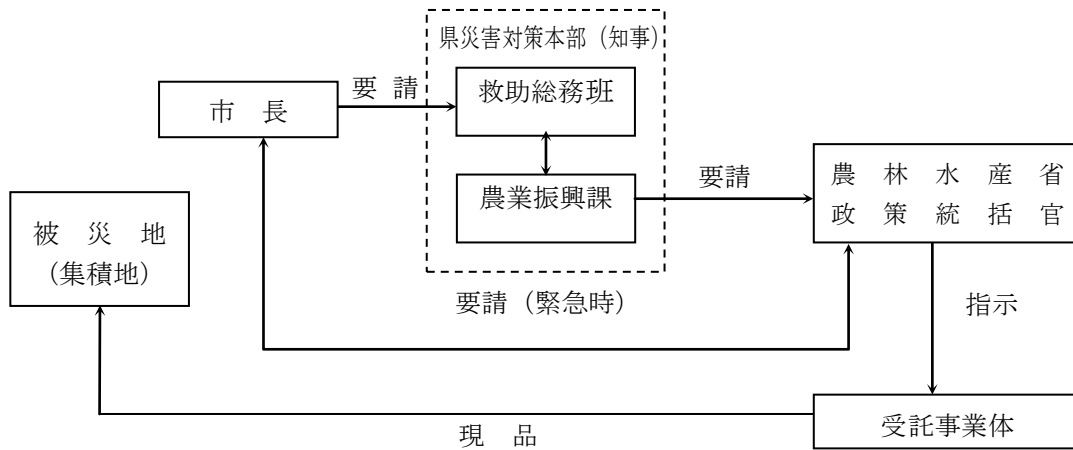 県災害対策本部（知事）
要 請
救助総務班
市 長
農業振興課
要請
農 林 水 産 省
政 策 統 括 官
被 災 地
（集積地）
要請（緊急時）
指示
受託事業体
現 品